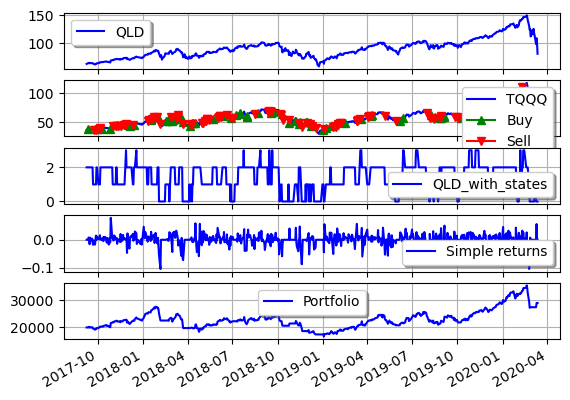 150
QLD
100
100
TQQQ
Buy
50
Sell
2
QLD_with_states
0
0.0
Simple returns
−0.1
Portfolio
30000
20000
2017-10 2018-01 2018-04 2018-07 2018-10 2019-01 2019-04 2019-07 2019-10 2020-01 2020-04